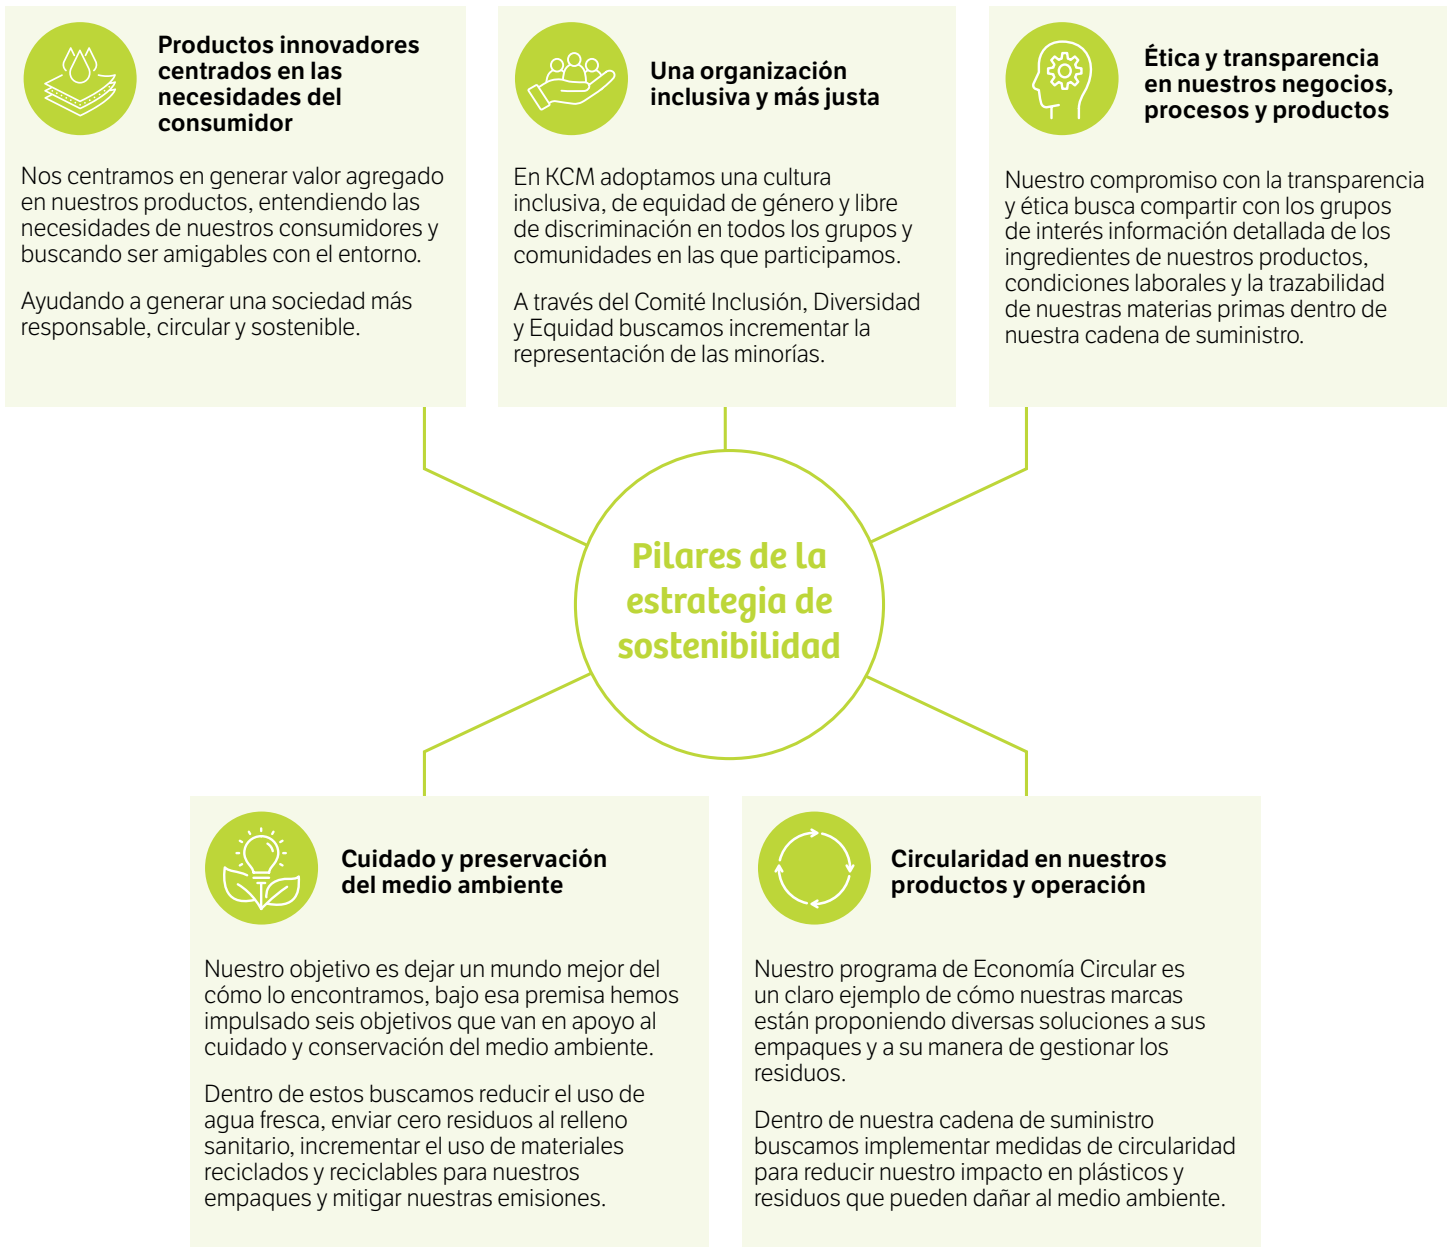 Productos innovadores
centrados en las
necesidades del
consumidor
Nos centramos en generar valor agregado
en nuestros productos, entendiendo las
necesidades de nuestros consumidores y
buscando ser amigables con el entorno.
Ayudando a generar una sociedad más
responsable, circular y sostenible.
Una organización
inclusiva y más justa
En KCM adoptamos una cultura
inclusiva, de equidad de género y libre
de discriminación en todos los grupos y
comunidades en las que participamos.
A través del Comité Inclusión, Diversidad
y Equidad buscamos incrementar la
representación de las minorías.
Ética y transparencia
en nuestros negocios,
procesos y productos
Nuestro compromiso con la transparencia
y ética busca compartir con los grupos
de interés información detallada de los
ingredientes de nuestros productos,
condiciones laborales y la trazabilidad
de nuestras materias primas dentro de
nuestra cadena de suministro.
Pilares de la
estrategia de
sostenibilidad
Cuidado y preservación
del medio ambiente
Nuestro objetivo es dejar un mundo mejor del
cómo lo encontramos, bajo esa premisa hemos
impulsado seis objetivos que van en apoyo al
cuidado y conservación del medio ambiente.
Dentro de estos buscamos reducir el uso de
agua fresca, enviar cero residuos al relleno
sanitario, incrementar el uso de materiales
reciclados y reciclables para nuestros
empaques y mitigar nuestras emisiones.
Circularidad en nuestros
productos y operación
Nuestro programa de Economía Circular es
un claro ejemplo de cómo nuestras marcas
están proponiendo diversas soluciones a sus
empaques y a su manera de gestionar los
residuos.
Dentro de nuestra cadena de suministro
buscamos implementar medidas de circularidad
para reducir nuestro impacto en plásticos y
residuos que pueden dañar al medio ambiente.